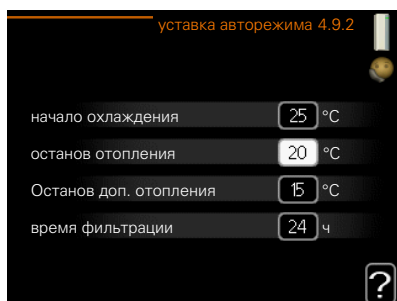 уставка авторежима 4.9.2
начало охлаждения 25 °C
останов отопления 20 °C
Останов доп. отопления 15 °C
время фильтрации 24 ч
?